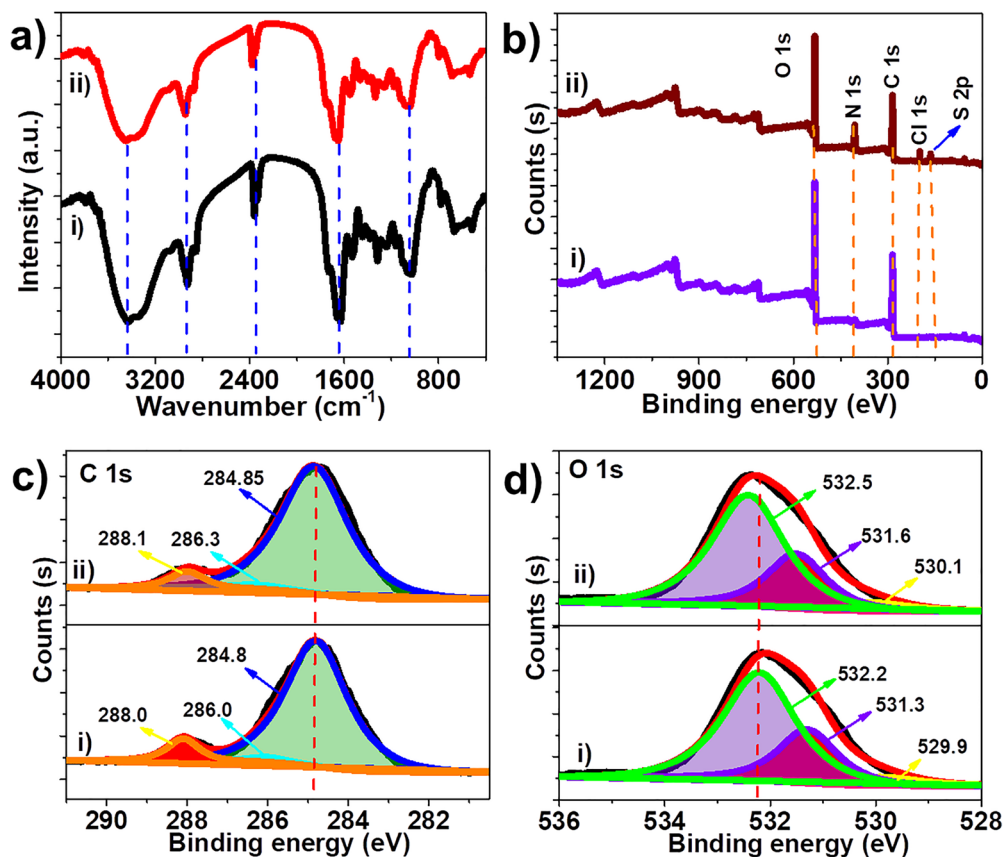 a)
ii)
i)
Intensity (a.u.)
4000 3200 2400 1600 800
Wavenumber (cm-1)
b)
ii)
i)
O 1s
N 1s
C 1s
Cl 1s
S 2p
Counts (s)
1200 900 600 300 0
Binding energy (eV)
c)
C 1s
284.85
288.1
286.3
ii)
284.8
288.0
286.0
i)
Counts (s)
290 288 286 284 282
Binding energy (eV)
d)
O 1s
532.5
531.6
530.1
ii)
532.2
531.3
529.9
i)
Counts (s)
536 534 532 530 528
Binding energy (eV)